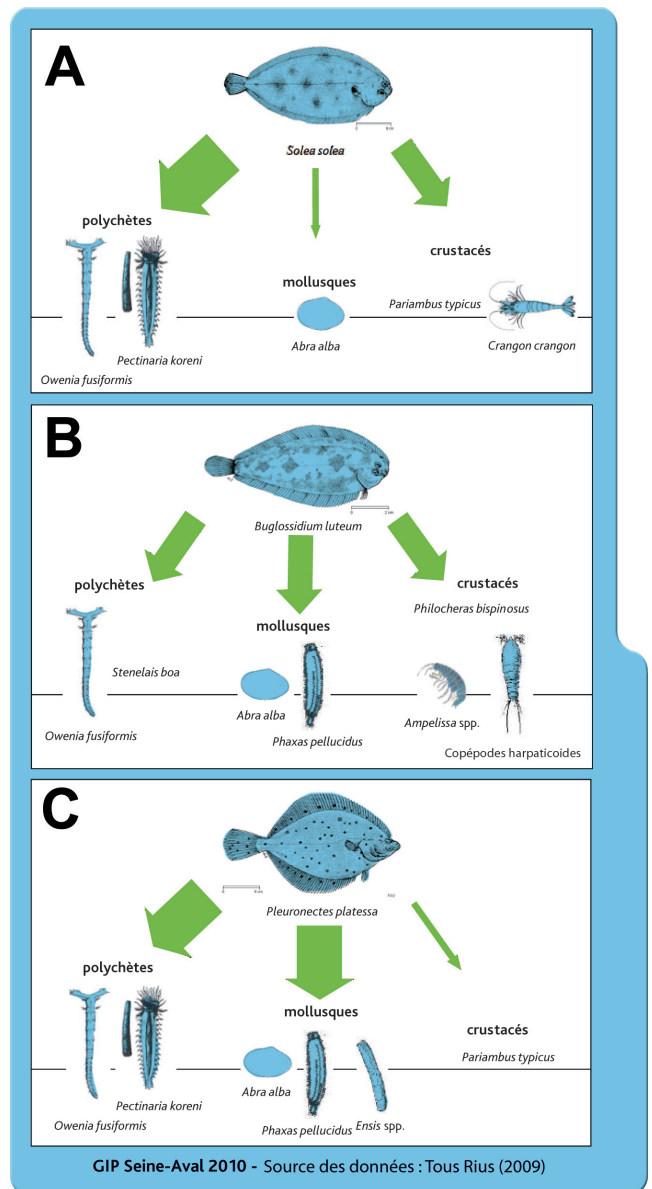 A
Solea solea
polychètes
crustacés
mollusques
Pariambus typicus
Abra alba
Crangon crangon
Pectinaria koreni
Owenia fusiformis
B
Buglossidium luteum
polychètes
crustacés
Philocheras bispinosus
mollusques
Stenelais boa
Abra alba
Ampelissa spp.
Owenia fusiformis
Phaxas pellucidus
Copépodes harpaticoides
C
Pleuronectes platessa
polychètes
mollusques
crustacés
Pariambus typicus
Abra alba
Pectinaria koreni
Owenia fusiformis
Phaxas pellucidus
Ensis spp.
GIP Seine-Aval 2010 - Source des données : Tous Rius (2009)